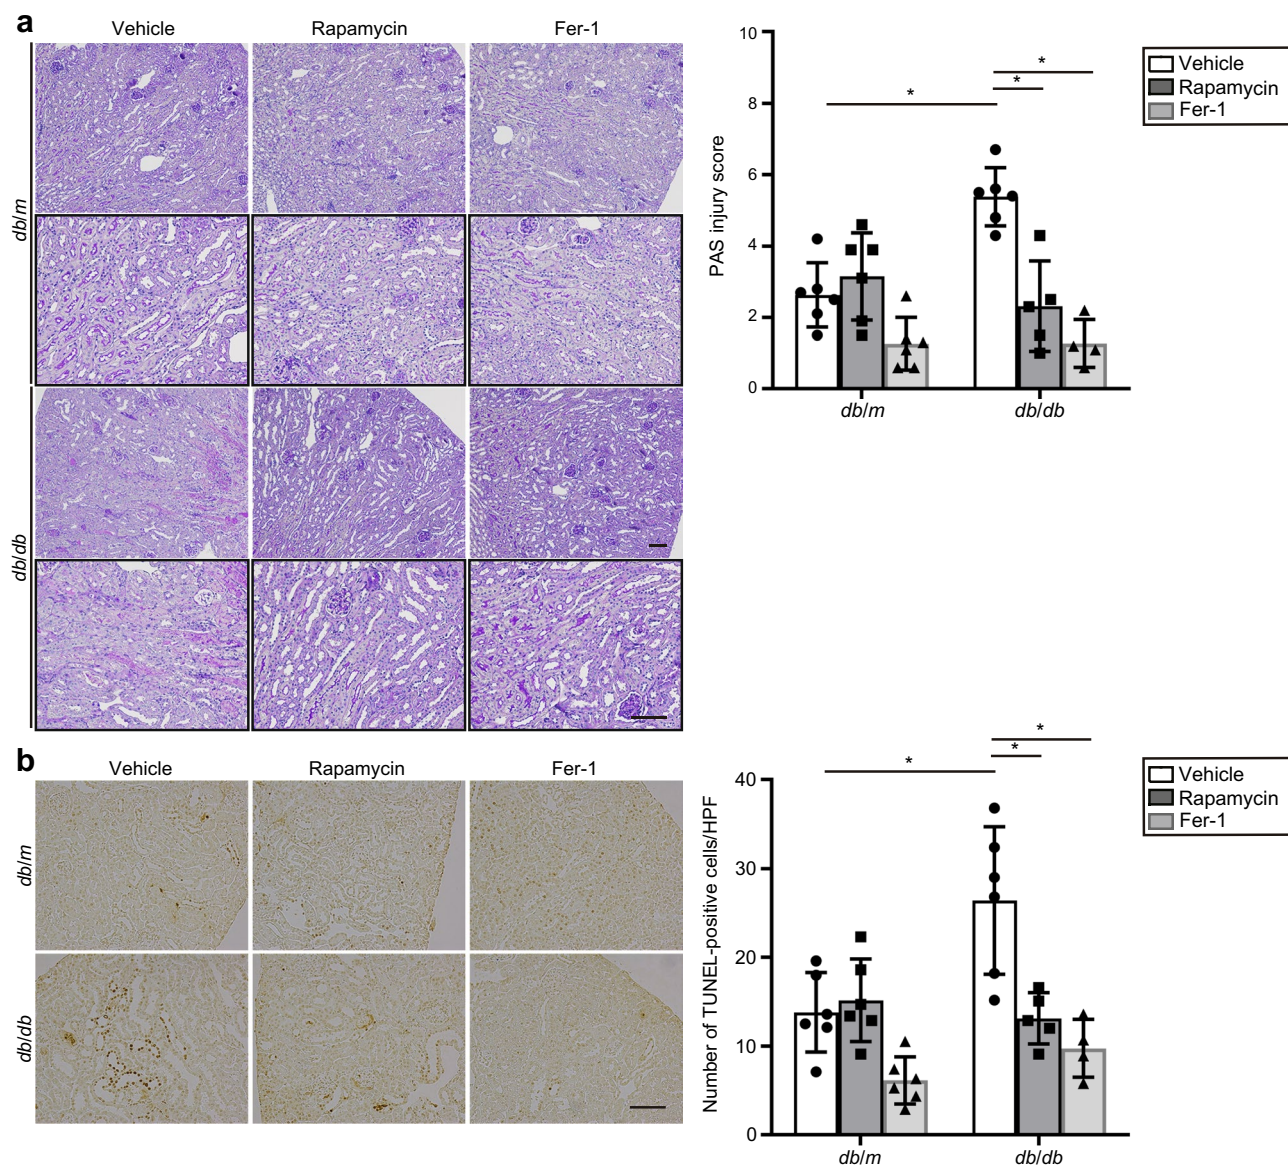 a
Vehicle Rapamycin Fer-1
db/m
db/db
PAS injury score
10
8
6
4
2
0
* * *
db/m db/db
Vehicle
Rapamycin
Fer-1
b
Vehicle Rapamycin Fer-1
db/m
db/db
Number of TUNEL-positive cells/HPF
40
30
20
10
0
* * *
db/m db/db
Vehicle
Rapamycin
Fer-1